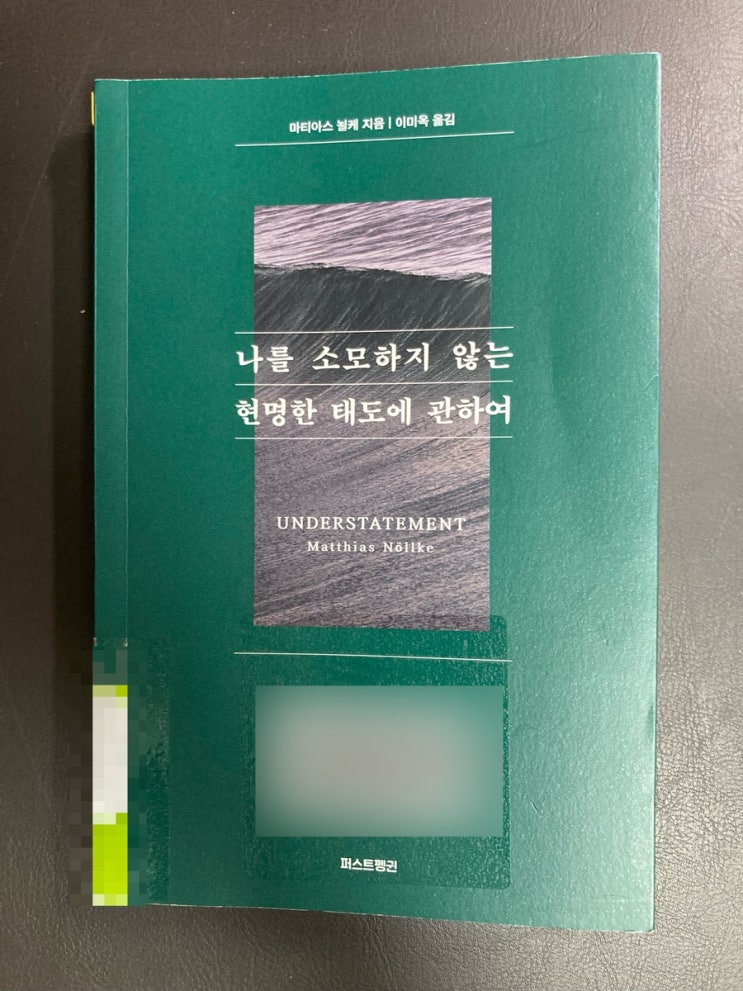 마티아스 뇔케 지음 | 이미옥 옮김
나를 소모하지 않는
현명한 태도에 관하여
UNDERSTATEMENT
Matthias Nöllke
퍼스트펭귄